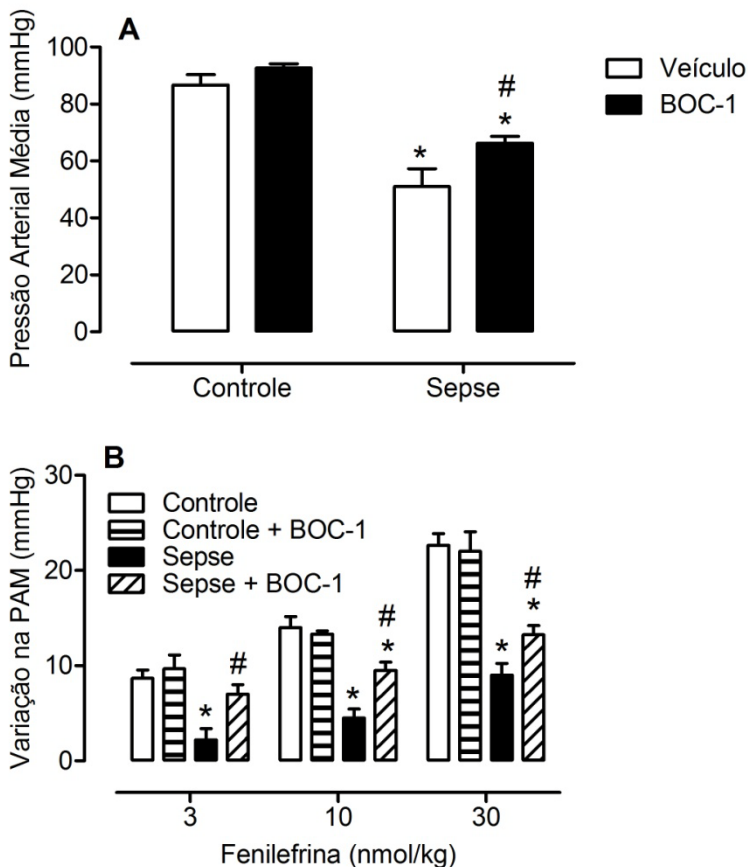 A
Pressão Arterial Média (mmHg)
100
80
60
40
20
0
*
#
*
Veículo
BOC-1
Controle
Sepse
B
Variação na PAM (mmHg)
30
20
10
0
Controle
Controle + BOC-1
Sepse
Sepse + BOC-1
*
#
*
#
*
*
#
*
3
10
30
Fenilefrina (nmol/kg)